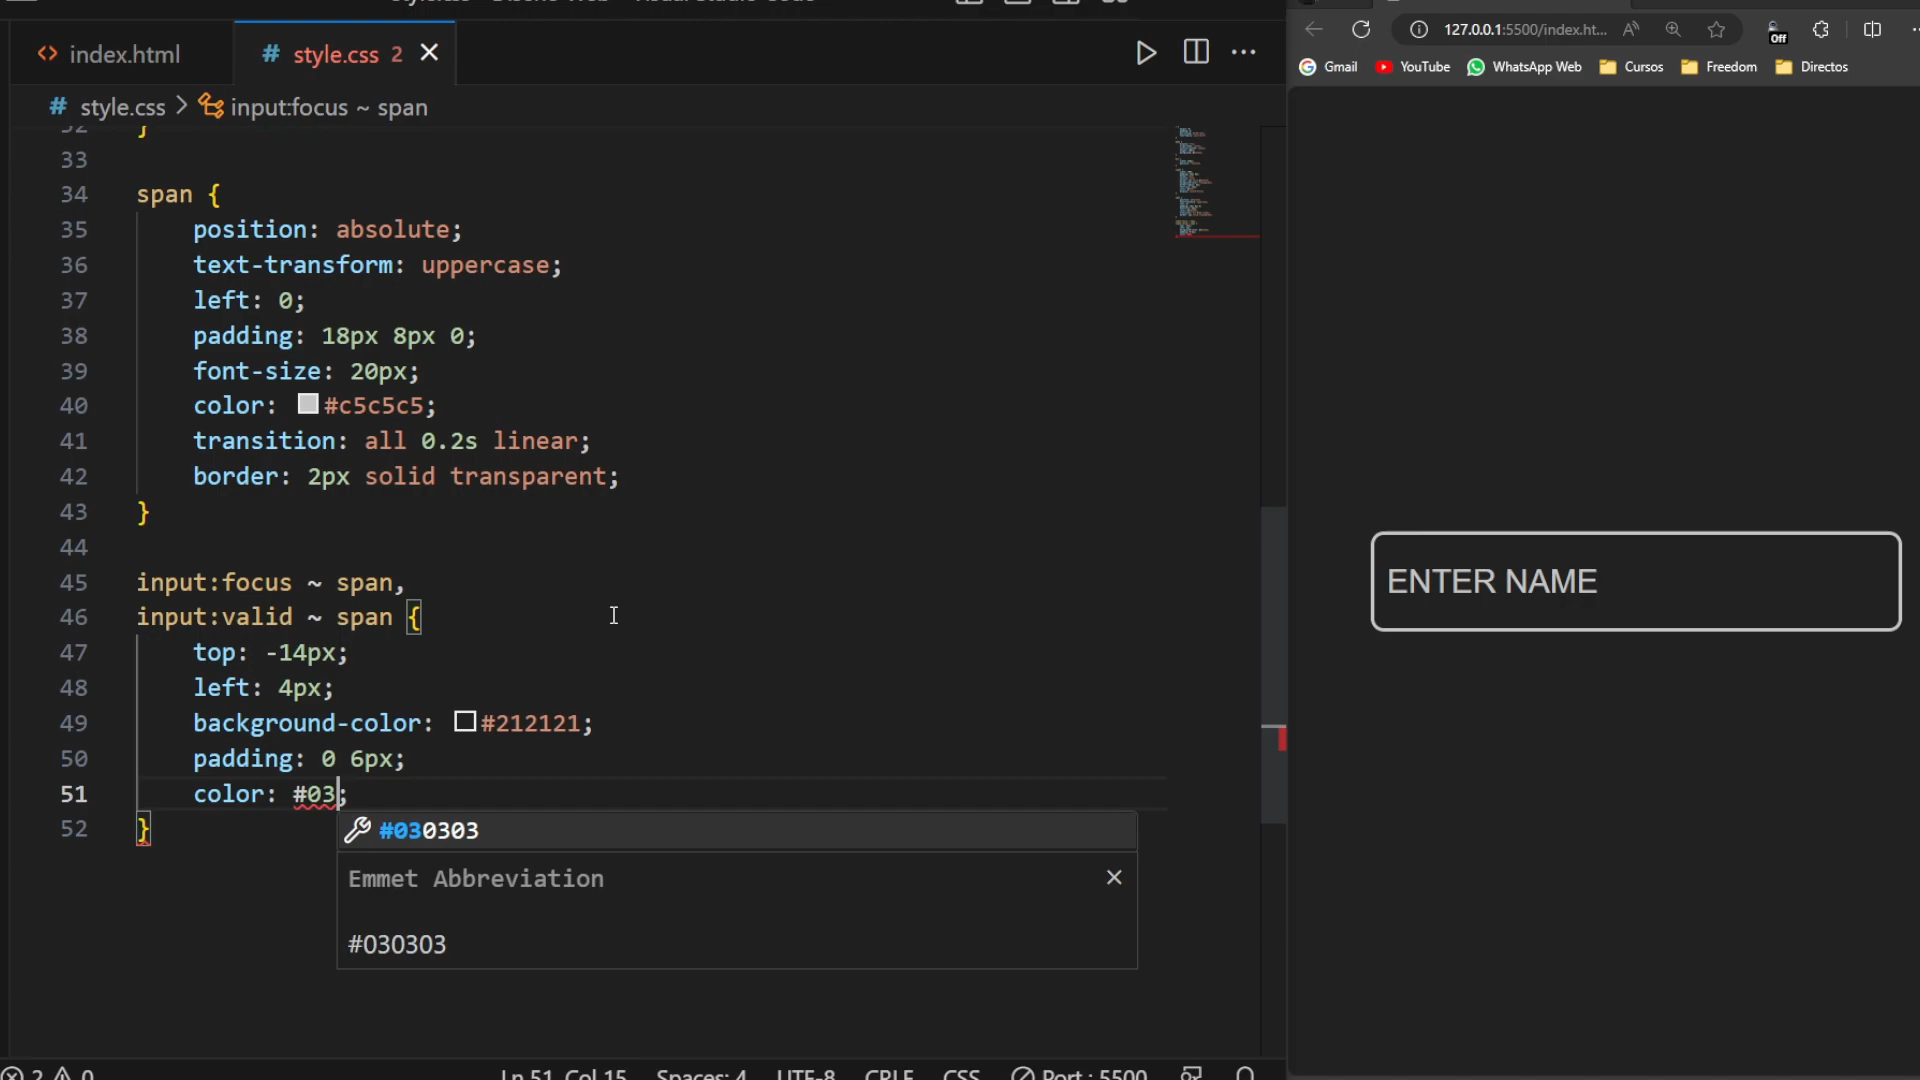 index.html
# style.css 2
127.0.0.1:5500/index.ht...
Off
Gmail
YouTube
WhatsApp Web
Cursos
Freedom
Directos
# style.css > input:focus ~ span
32 }
33
34 span {
35 position: absolute;
36 text-transform: uppercase;
37 left: 0;
38 padding: 18px 8px 0;
39 font-size: 20px;
40 color: #c5c5c5;
41 transition: all 0.2s linear;
42 border: 2px solid transparent;
43 }
44
45 input:focus ~ span,
46 input:valid ~ span {
47 top: -14px;
48 left: 4px;
49 background-color: #212121;
50 padding: 0 6px;
51 color: #03;
52 }
#030303
Emmet Abbreviation
#030303
ENTER NAME
2 0
Ln 51, Col 15
Spaces: 4
UTF-8
CRLF
CSS
Port : 5500